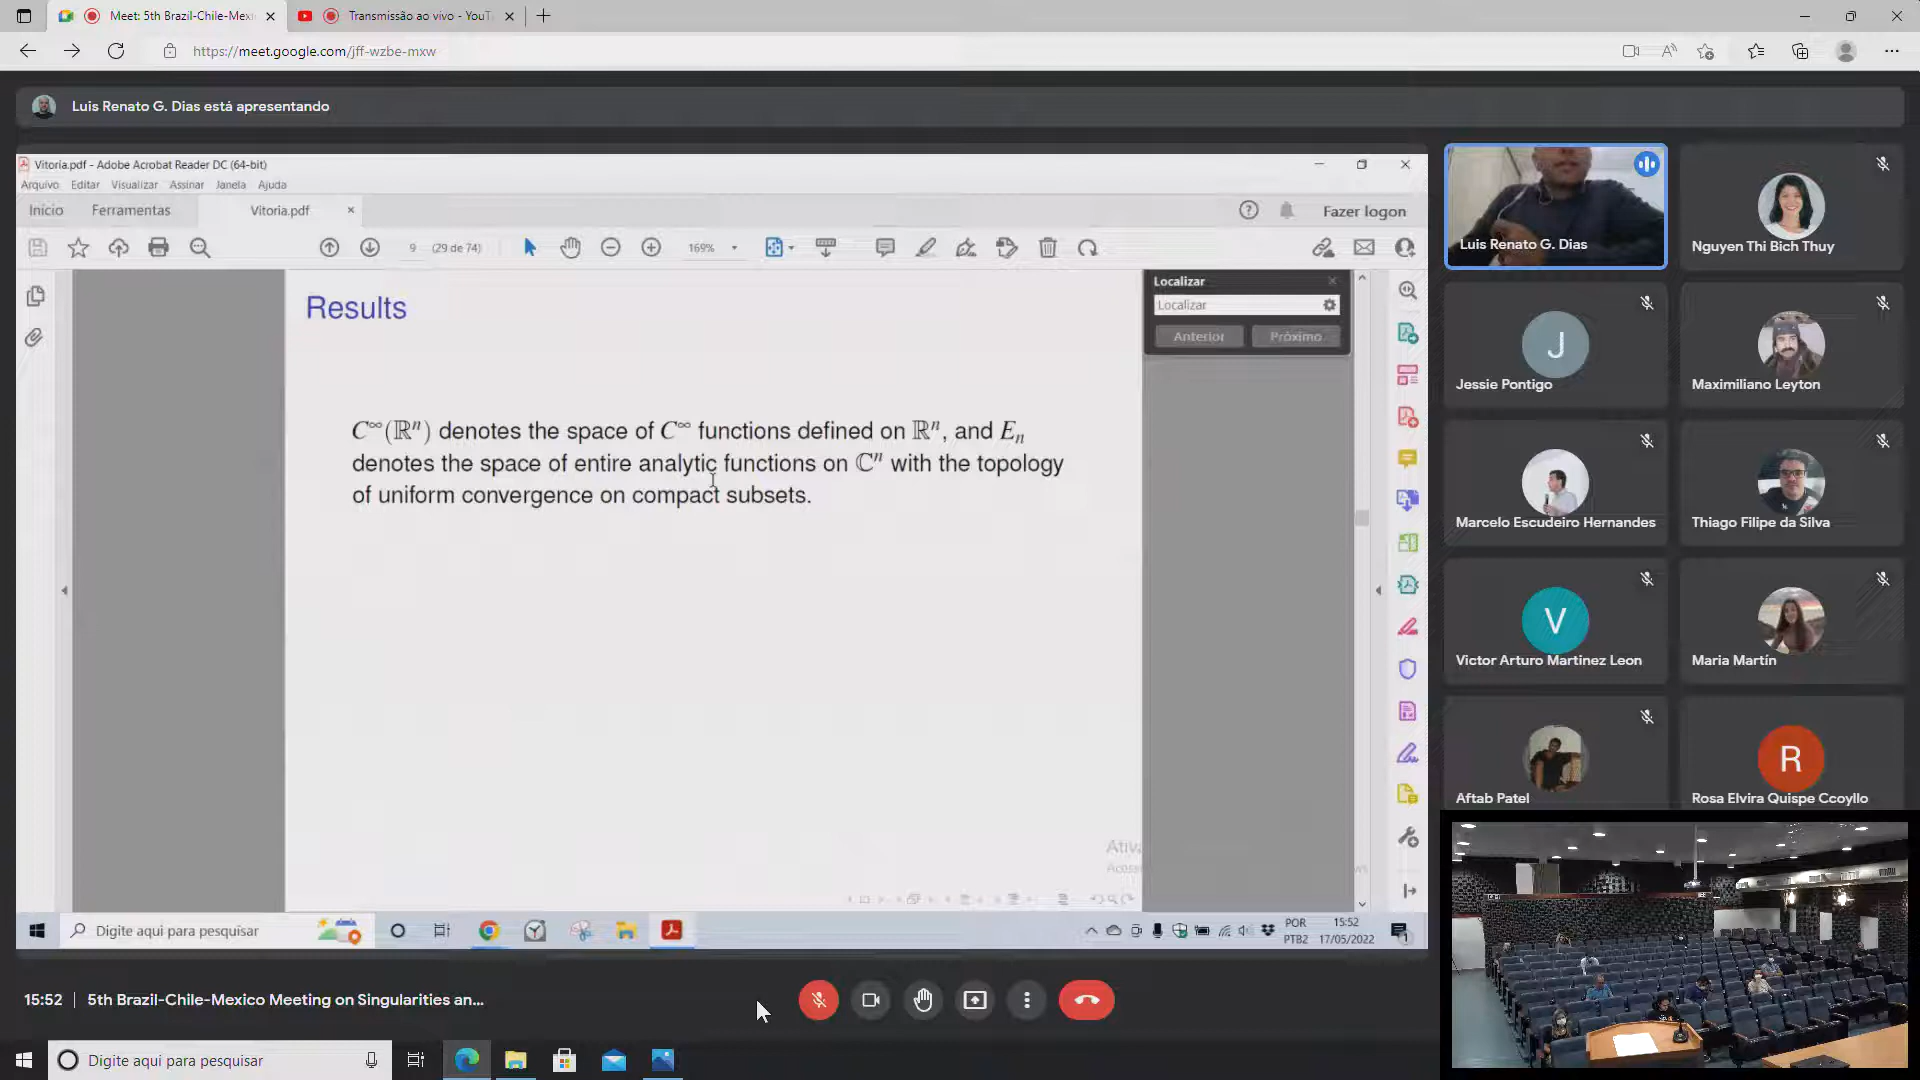 Meet: 5th Brazil-Chile-Mexi
Transmissão ao vivo - YouT
https://meet.google.com/jff-wzbe-mxw
Luis Renato G. Dias está apresentando
Vitoria.pdf - Adobe Acrobat Reader DC (64-bit)
Arquivo Editar Visualizar Assinar Janela Ajuda
Início Ferramentas Vitoria.pdf Fazer logon
9 (29 de 74) 169%
Results
Localizar
Localizar
Anterior Próximo
C∞(ℝⁿ) denotes the space of C∞ functions defined on ℝⁿ, and Eₙ
denotes the space of entire analytic functions on ℂⁿ with the topology
of uniform convergence on compact subsets.
Ativa
Acess
Digite aqui para pesquisar
POR
PTB2
15:52
17/05/2022
1
Luis Renato G. Dias
Nguyen Thi Bich Thuy
J
Jessie Pontigo
Maximiliano Leyton
Marcelo Escudeiro Hernandes
Thiago Filipe da Silva
V
Victor Arturo Martinez Leon
Maria Martín
Aftab Patel
R
Rosa Elvira Quispe Ccoyllo
15:52 | 5th Brazil-Chile-Mexico Meeting on Singularities an...
Digite aqui para pesquisar